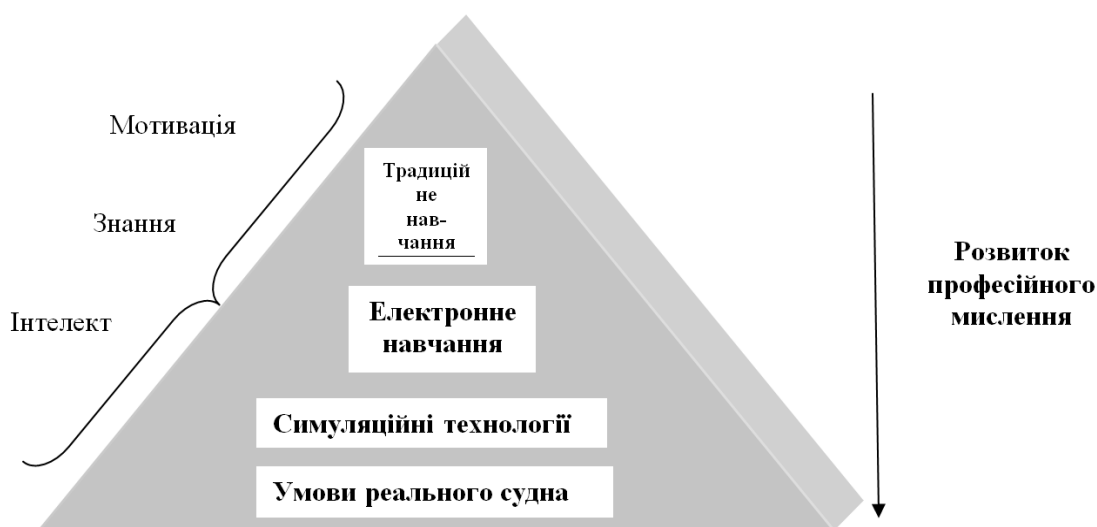 Мотивація
Знання
Інтелект
Традицій
не
нав-
чання
Електронне
навчання
Симуляційні технології
Умови реального судна
Розвиток
професійного
мислення